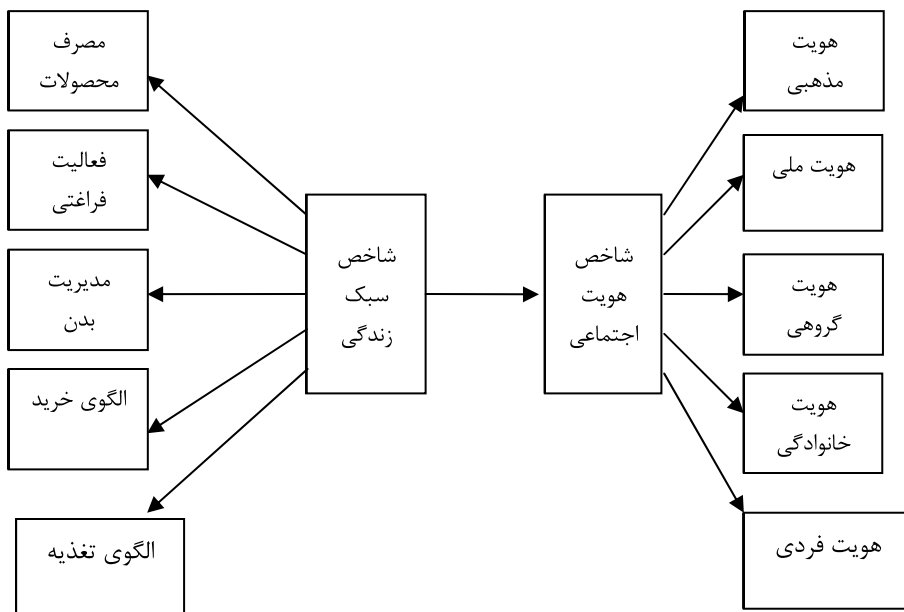 هویت
مذهبی
هویت ملی
هویت
گروهی
هویت
خانوادگی
هویت فردی
شاخص
هویت
اجتماعی
شاخص
سبک
زندگی
مصرف
محصولات
فعالیت
فراغتی
مدیریت
بدن
الگوی خرید
الگوی تغذیه